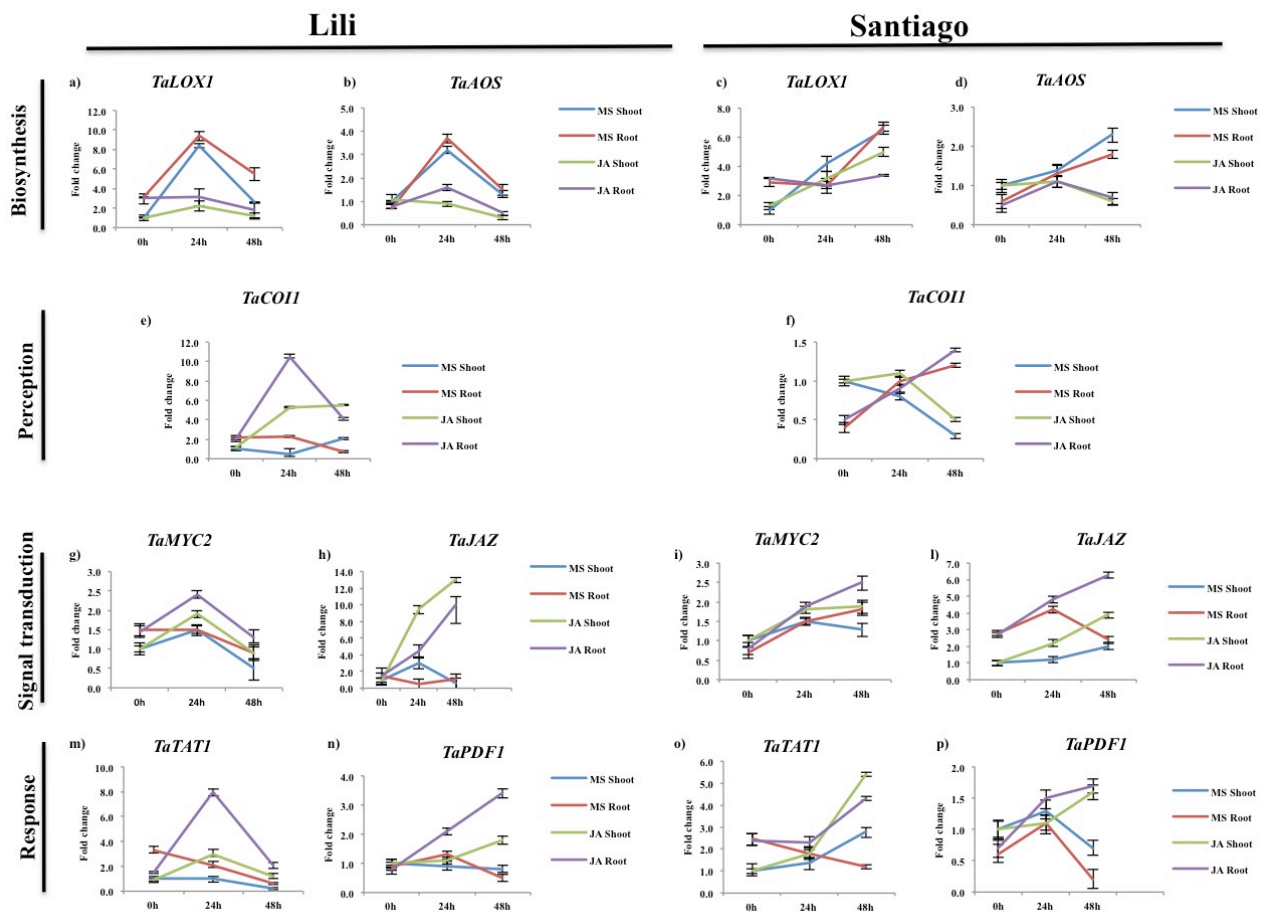 Lili
Santiago
Biosynthesis
a) TaLOX1
Fold change
12.0
10.0
8.0
6.0
4.0
2.0
0.0
0h 24h 48h
b) TaAOS
Fold change
5.0
4.0
3.0
2.0
1.0
0.0
0h 24h 48h
MS Shoot
MS Root
JA Shoot
JA Root
c) TaLOX1
Fold change
8.0
6.0
4.0
2.0
0.0
0h 24h 48h
d) TaAOS
Fold change
3.0
2.0
1.0
0.0
0h 24h 48h
MS Shoot
MS Root
JA Shoot
JA Root
Perception
TaCOI1
e)
Fold change
12.0
10.0
8.0
6.0
4.0
2.0
0.0
0h 24h 48h
MS Shoot
MS Root
JA Shoot
JA Root
TaCOI1
f)
Fold change
1.5
1.0
0.5
0.0
0h 24h 48h
MS Shoot
MS Root
JA Shoot
JA Root
Signal transduction
g) TaMYC2
Fold change
3.0
2.5
2.0
1.5
1.0
0.5
0.0
0h 24h 48h
h) TaJAZ
Fold change
14.0
12.0
10.0
8.0
6.0
4.0
2.0
0.0
0h 24h 48h
MS Shoot
MS Root
JA Shoot
JA Root
i) TaMYC2
Fold change
3.0
2.5
2.0
1.5
1.0
0.5
0.0
0h 24h 48h
l) TaJAZ
Fold change
7.0
6.0
5.0
4.0
3.0
2.0
1.0
0.0
0h 24h 48h
MS Shoot
MS Root
JA Shoot
JA Root
Response
m) TaTAT1
Fold change
10.0
8.0
6.0
4.0
2.0
0.0
0h 24h 48h
n) TaPDF1
Fold change
4.0
3.0
2.0
1.0
0.0
0h 24h 48h
MS Shoot
MS Root
JA Shoot
JA Root
o) TaTAT1
Fold change
6.0
5.0
4.0
3.0
2.0
1.0
0.0
0h 24h 48h
p) TaPDF1
Fold change
2.0
1.5
1.0
0.5
0.0
0h 24h 48h
MS Shoot
MS Root
JA Shoot
JA Root